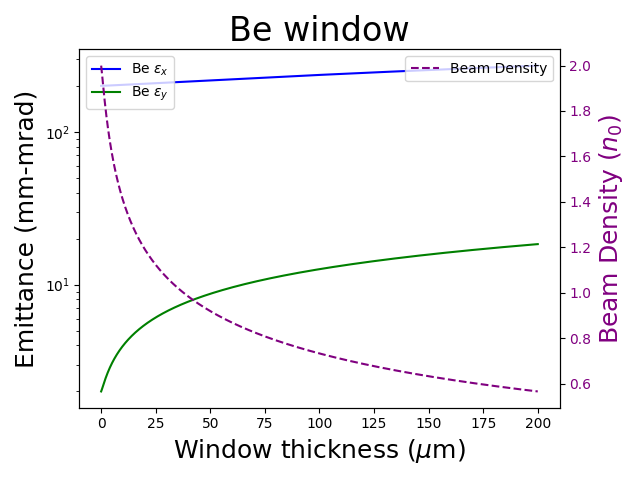 Be window
Be εx
Be εy
Beam Density
Emittance (mm-mrad)
10²
10¹
Beam Density (n₀)
2.0
1.8
1.6
1.4
1.2
1.0
0.8
0.6
0 25 50 75 100 125 150 175 200
Window thickness (μm)